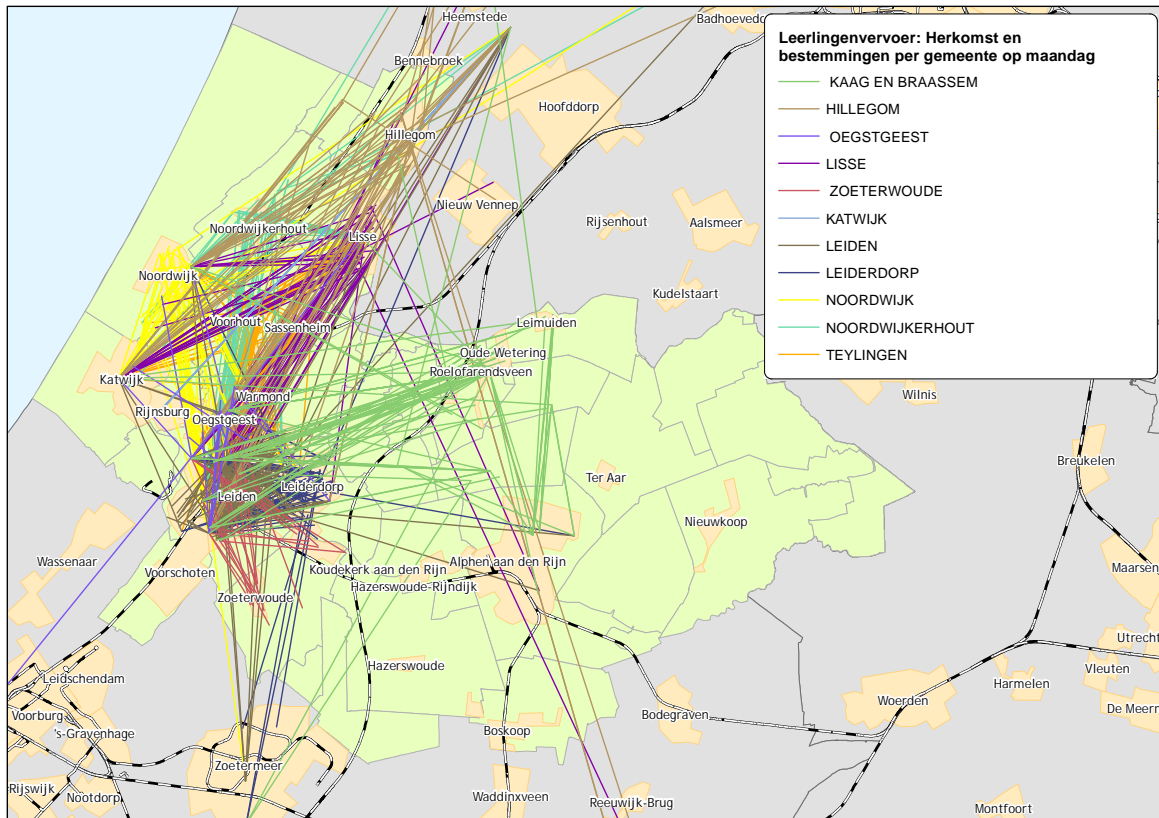 Heemstede
Badhoevedo
Bennebroek
Hoofddorp
Hillegom
Nieuw Vennep
Rijsenhout
Aalsmeer
Noordwijkerhout
Lisse
Noordwijk
Kudelstaart
Voorhout
Sassenheim
Leimuiden
Oude Wetering
Roelofarendsveen
Katwijk
Warmond
Wilnis
Rijnsburg
Oegstgeest
Breukelen
Leiden
Leiderdorp
Ter Aar
Nieuwkoop
Wassenaar
Voorschoten
Koudekerk aan den Rijn
Alphen aan den Rijn
Maarsen
Hazerswoude-Rijndijk
Zoeterwoude
Utrecht
Hazerswoude
Vleuten
Leidschendam
Harmelen
Woerden
De Meern
Voorburg
Bodegraven
's-Gravenhage
Boskoop
Zoetermeer
Rijswijk
Nootdorp
Waddinxveen
Reeuwijk-Brug
Montfoort
Leerlingenvervoer: Herkomst en
bestemmingen per gemeente op maandag
KAAG EN BRAASSEM
HILLEGOM
OEGSTGEEST
LISSE
ZOETERWOUDE
KATWIJK
LEIDEN
LEIDERDORP
NOORDWIJK
NOORDWIJKERHOUT
TEYLINGEN